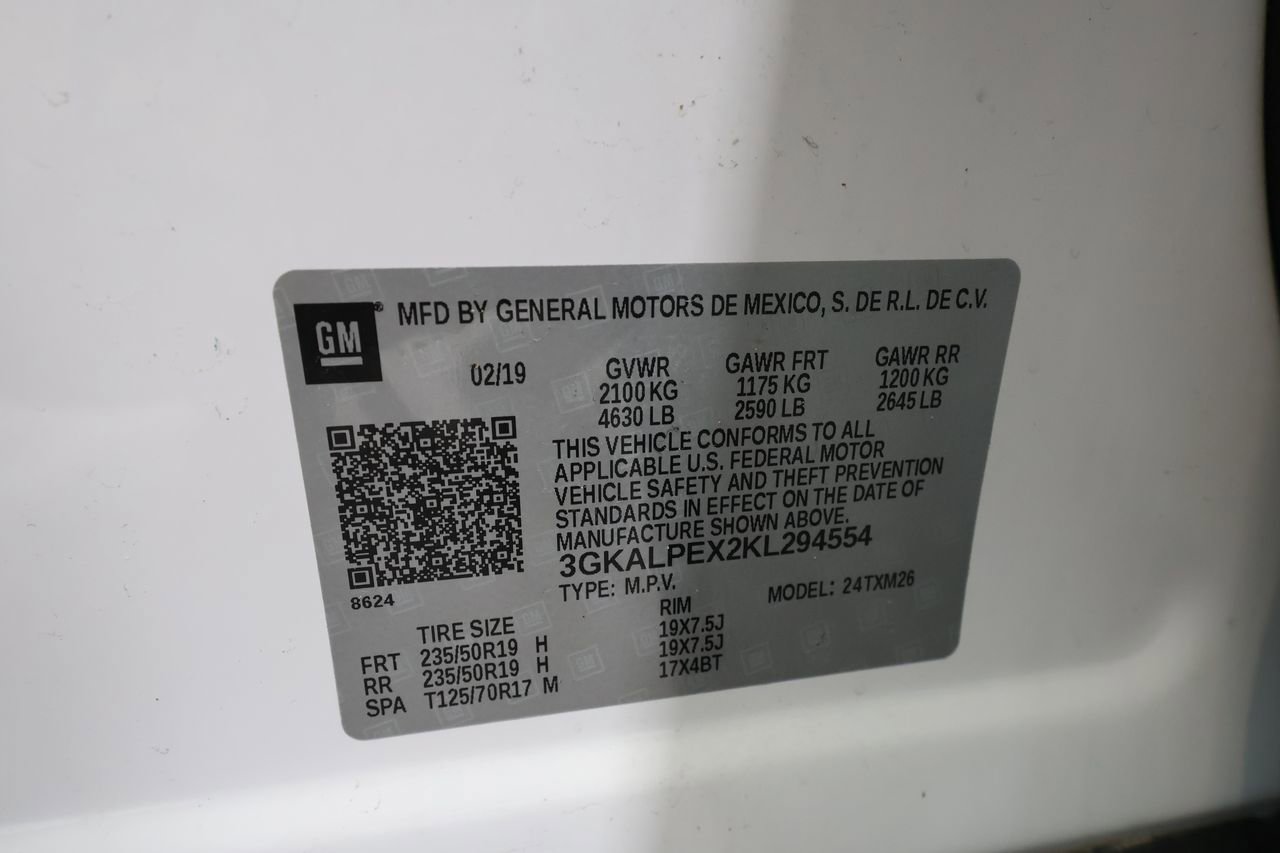 GM® MFD BY GENERAL MOTORS DE MEXICO, S. DE R.L. DE C.V.
02/19 GVWR GAWR FRT GAWR RR
2100 KG 1175 KG 1200 KG
4630 LB 2590 LB 2645 LB
THIS VEHICLE CONFORMS TO ALL
APPLICABLE U.S. FEDERAL MOTOR
VEHICLE SAFETY AND THEFT PREVENTION
STANDARDS IN EFFECT ON THE DATE OF
MANUFACTURE SHOWN ABOVE.
3GKALPEX2KL294554
8624 TYPE: M.P.V. MODEL: 24TXM26
TIRE SIZE RIM
FRT 235/50R19 H 19X7.5J
RR 235/50R19 H 19X7.5J
SPA T125/70R17 M 17X4BT